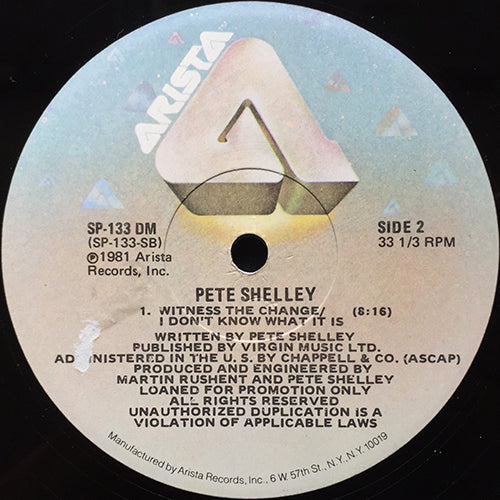 ARISTA
SP-133 DM
(SP-133-SB)
℗1981 Arista
Records, Inc.
SIDE 2
33 1/3 RPM
PETE SHELLEY
1. WITNESS THE CHANGE/ (8:16)
I DON'T KNOW WHAT IT IS
WRITTEN BY PETE SHELLEY
PUBLISHED BY VIRGIN MUSIC LTD.
ADMINISTERED IN THE U. S. BY CHAPPELL & CO. (ASCAP)
PRODUCED AND ENGINEERED BY
MARTIN RUSHENT AND PETE SHELLEY
LOANED FOR PROMOTION ONLY
ALL RIGHTS RESERVED
UNAUTHORIZED DUPLICATION IS A
VIOLATION OF APPLICABLE LAWS
Manufactured by Arista Records, Inc., 6 W. 57th St., N.Y., N.Y. 10019